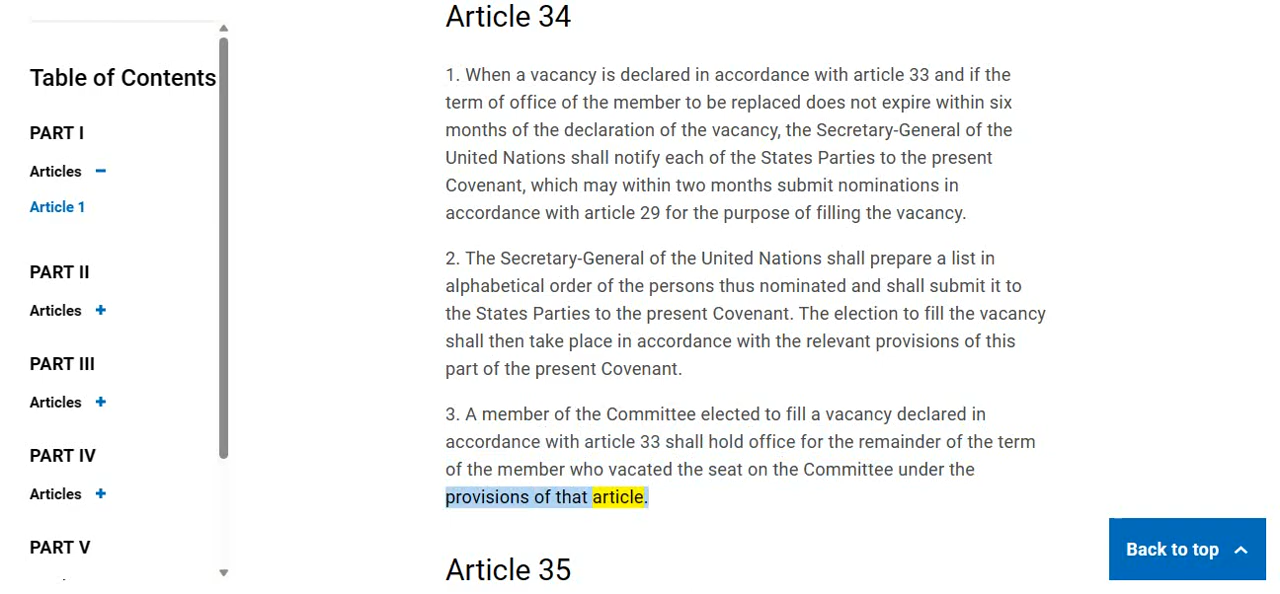 Table of Contents
PART I
Articles
Article 1
PART II
Articles
PART III
Articles
PART IV
Articles
PART V
Article 34
1. When a vacancy is declared in accordance with article 33 and if the
term of office of the member to be replaced does not expire within six
months of the declaration of the vacancy, the Secretary-General of the
United Nations shall notify each of the States Parties to the present
Covenant, which may within two months submit nominations in
accordance with article 29 for the purpose of filling the vacancy.
2. The Secretary-General of the United Nations shall prepare a list in
alphabetical order of the persons thus nominated and shall submit it to
the States Parties to the present Covenant. The election to fill the vacancy
shall then take place in accordance with the relevant provisions of this
part of the present Covenant.
3. A member of the Committee elected to fill a vacancy declared in
accordance with article 33 shall hold office for the remainder of the term
of the member who vacated the seat on the Committee under the
provisions of that article.
Article 35
Back to top